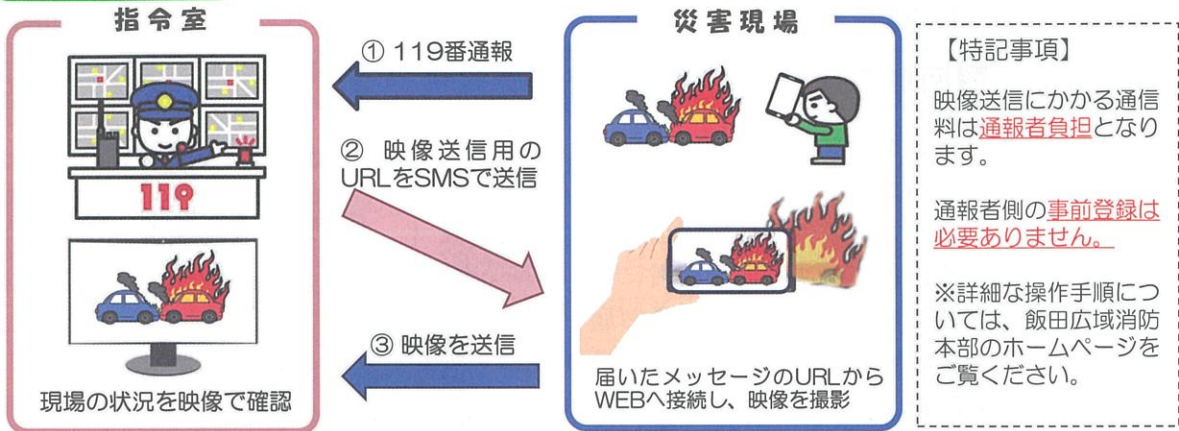 指令室
119
現場の状況を映像で確認
① 119番通報
② 映像送信用の
URLをSMSで送信
③ 映像を送信
災害現場
届いたメッセージのURLから
WEBへ接続し、映像を撮影
【特記事項】
映像送信にかかる通信
料は通報者負担となり
ます。
通報者側の事前登録は
必要ありません。
※詳細な操作手順につ
いては、飯田広域消防
本部のホームページを
ご覧ください。